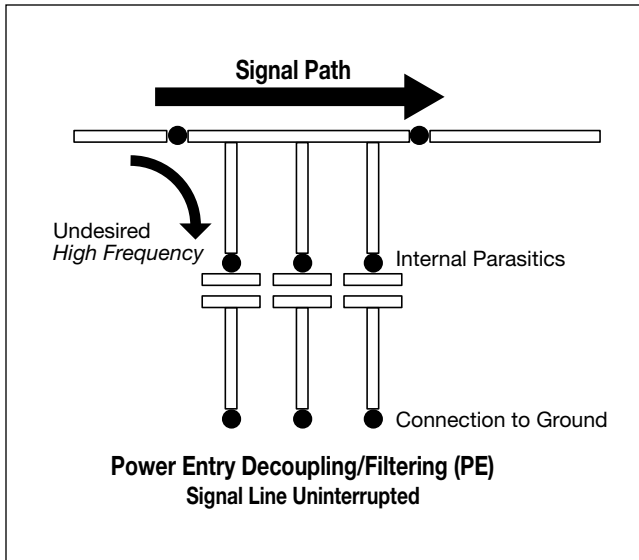 Signal Path
Undesired
High Frequency
Internal Parasitics
Connection to Ground
Power Entry Decoupling/Filtering (PE)
Signal Line Uninterrupted